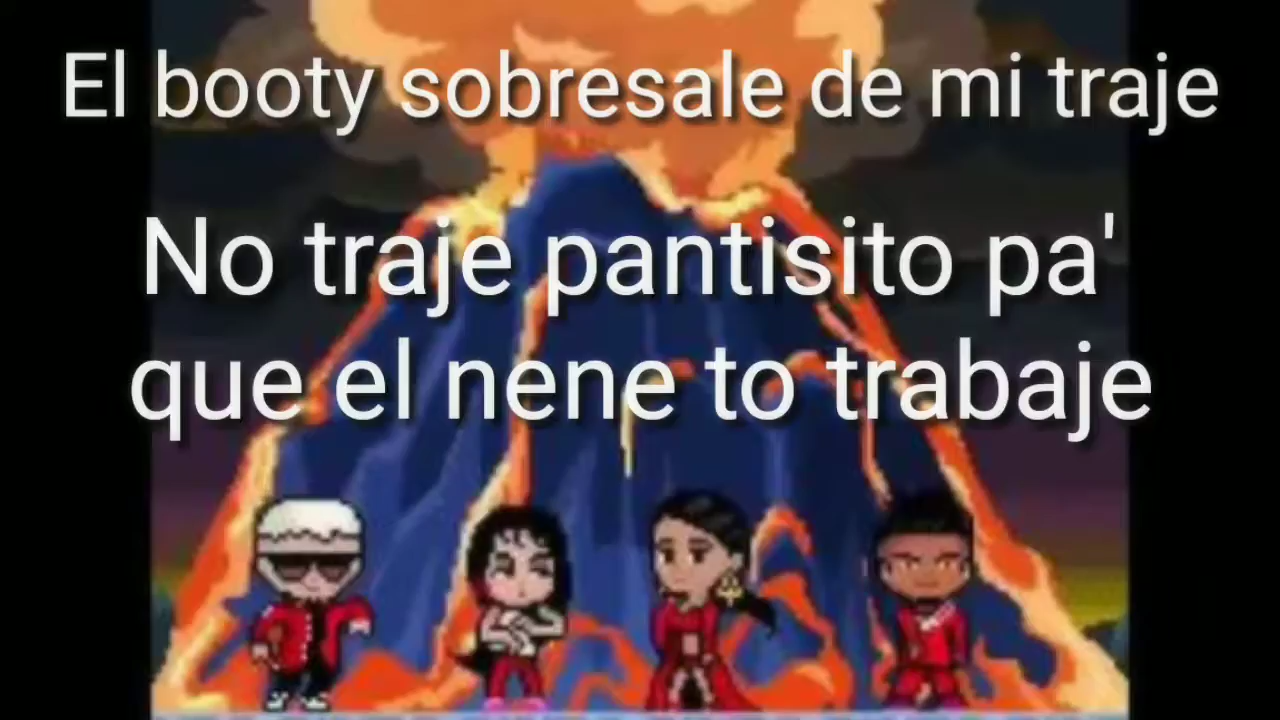 El booty sobresale de mi traje
No traje pantisito pa'
que el nene to trabaje